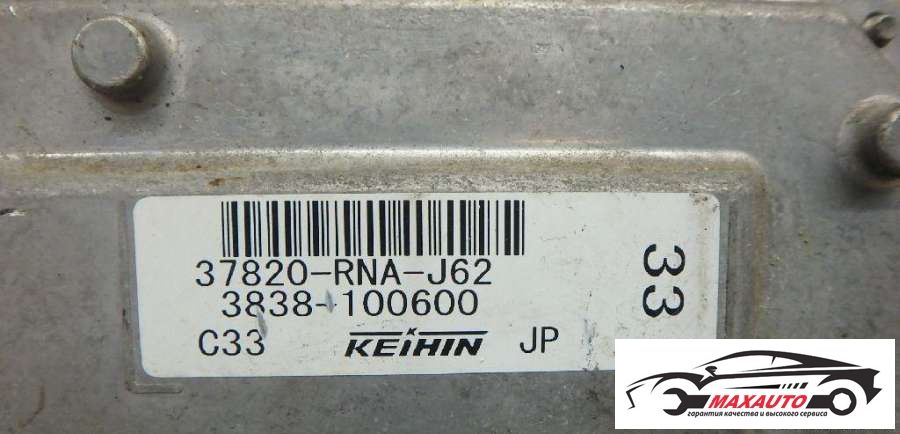 37820-RNA-J62
3838-100600
C33 KEIHIN JP
33
MAXAUTO
гарантия качества и высокого сервиса